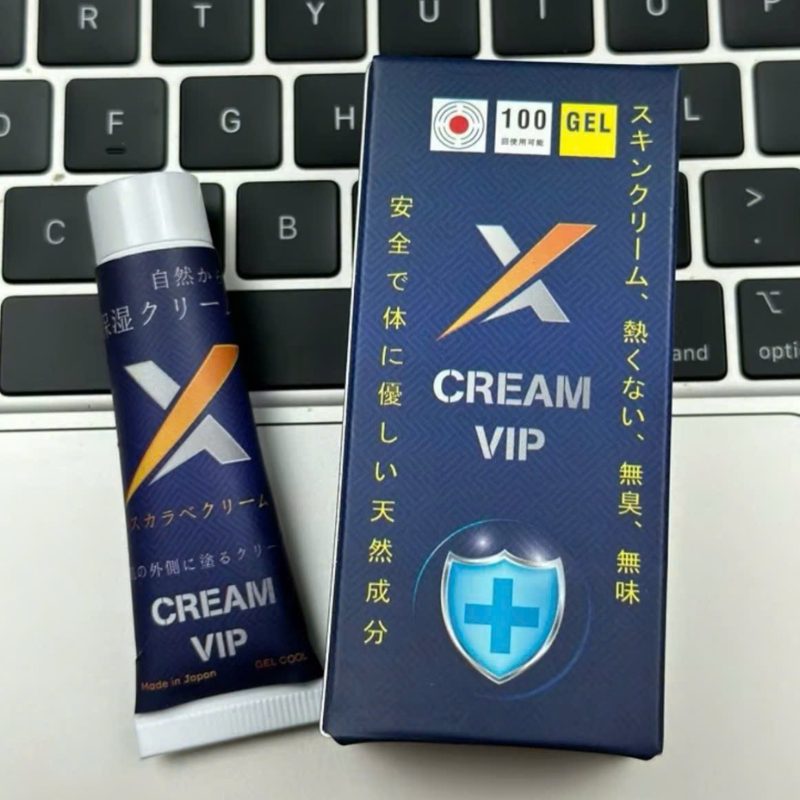 R
T
Y
U
I
O
P
D
F
G
H
L
C
B
>
.
and
⌥
opti
100
回使用可能
GEL
スキンクリーム、熱くない、無臭、無味
安全で体に優しい天然成分
X
CREAM
VIP
自然か
保湿クリー
X
スカラベクリーム
の外側に塗るクリー
CREAM
VIP
GEL COOL
Made in Japan